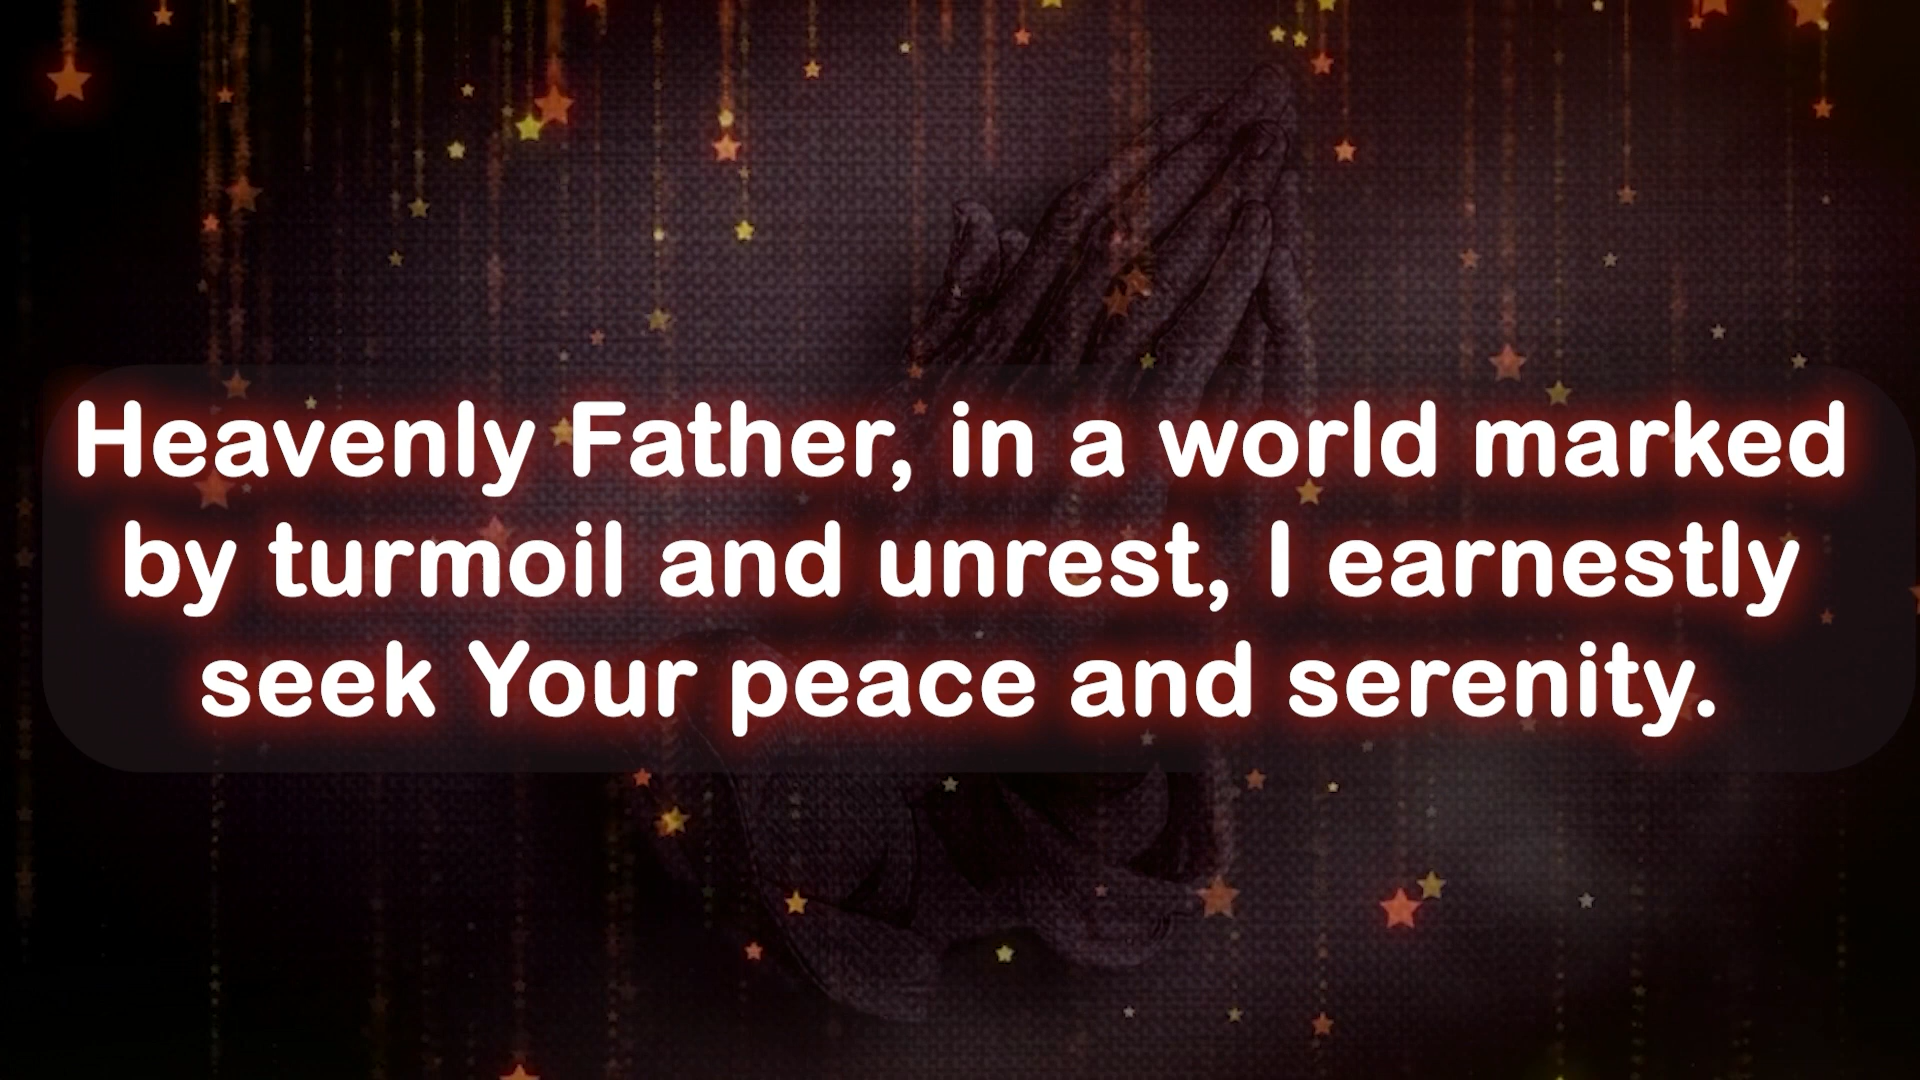 Heavenly Father, in a world marked
by turmoil and unrest, I earnestly
seek Your peace and serenity.